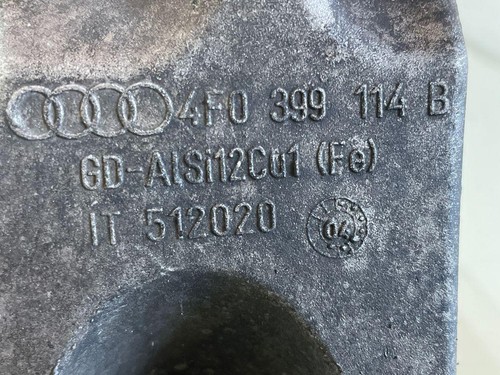 4F0 399 114 B
GD-AlSi12Cu1 (Fe)
IT 512020 04